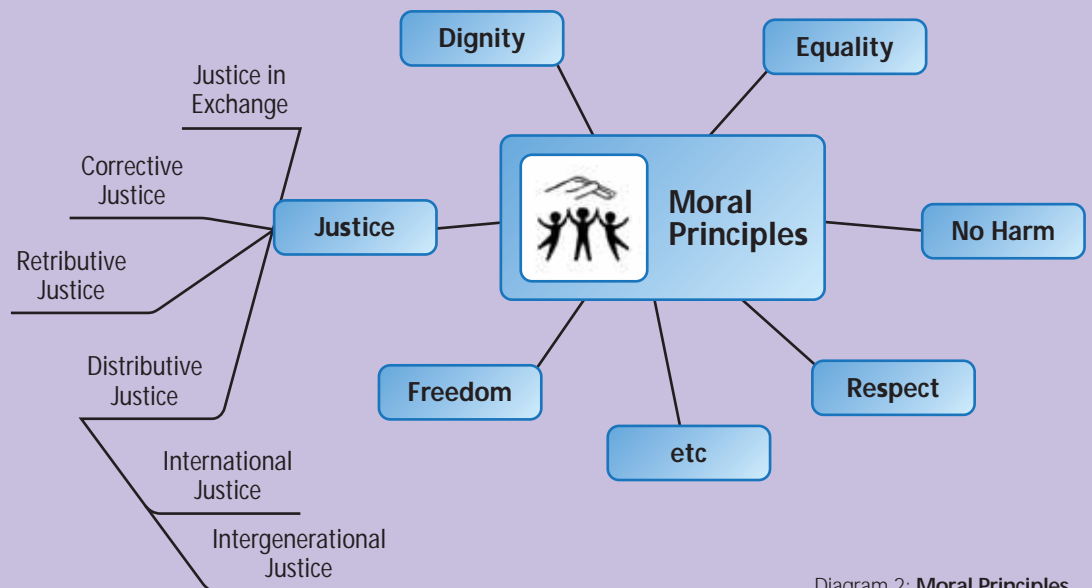 Dignity
Equality
Justice in
Exchange
Corrective
Justice
Moral
Principles
Justice
No Harm
Retributive
Justice
Distributive
Justice
Freedom
Respect
etc
International
Justice
Intergenerational
Justice
Diagram 2: Moral Principles